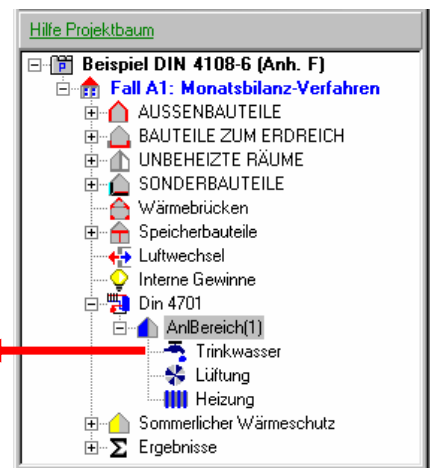 Hilfe Projektbaum
P Beispiel DIN 4108-6 (Anh. F)
Fall A1: Monatsbilanz-Verfahren
AUSSENBAUTEILE
BAUTEILE ZUM ERDREICH
UNBEHEIZTE RÄUME
SONDERBAUTEILE
Wärmebrücken
Speicherbauteile
Luftwechsel
Interne Gewinne
Din 4701
AnlBereich(1)
Trinkwasser
Lüftung
Heizung
Sommerlicher Wärmeschutz
Σ Ergebnisse